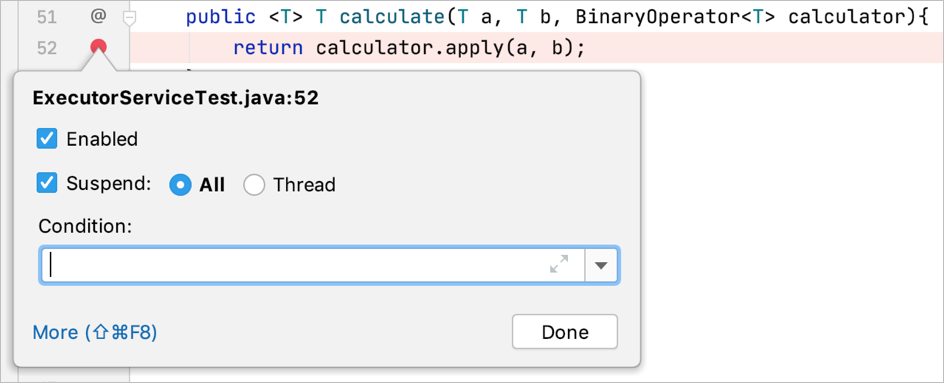 51 @ public <T> T calculate(T a, T b, BinaryOperator<T> calculator){
52 return calculator.apply(a, b);
ExecutorServiceTest.java:52
Enabled
Suspend: All Thread
Condition:
More (⇧⌘F8) Done